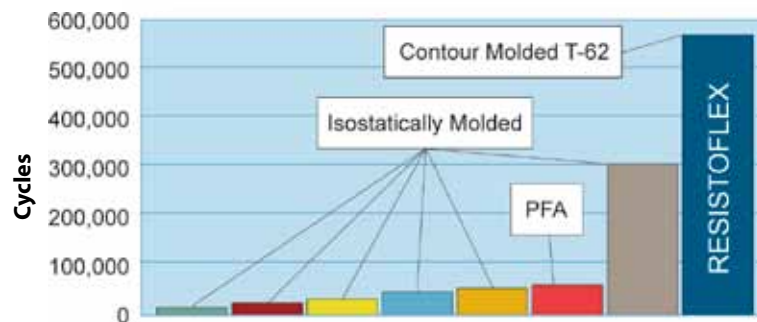 600,000
500,000
400,000
300,000
200,000
100,000
0
Cycles
Contour Molded T-62
Isostatically Molded
PFA
RESISTOFLEX